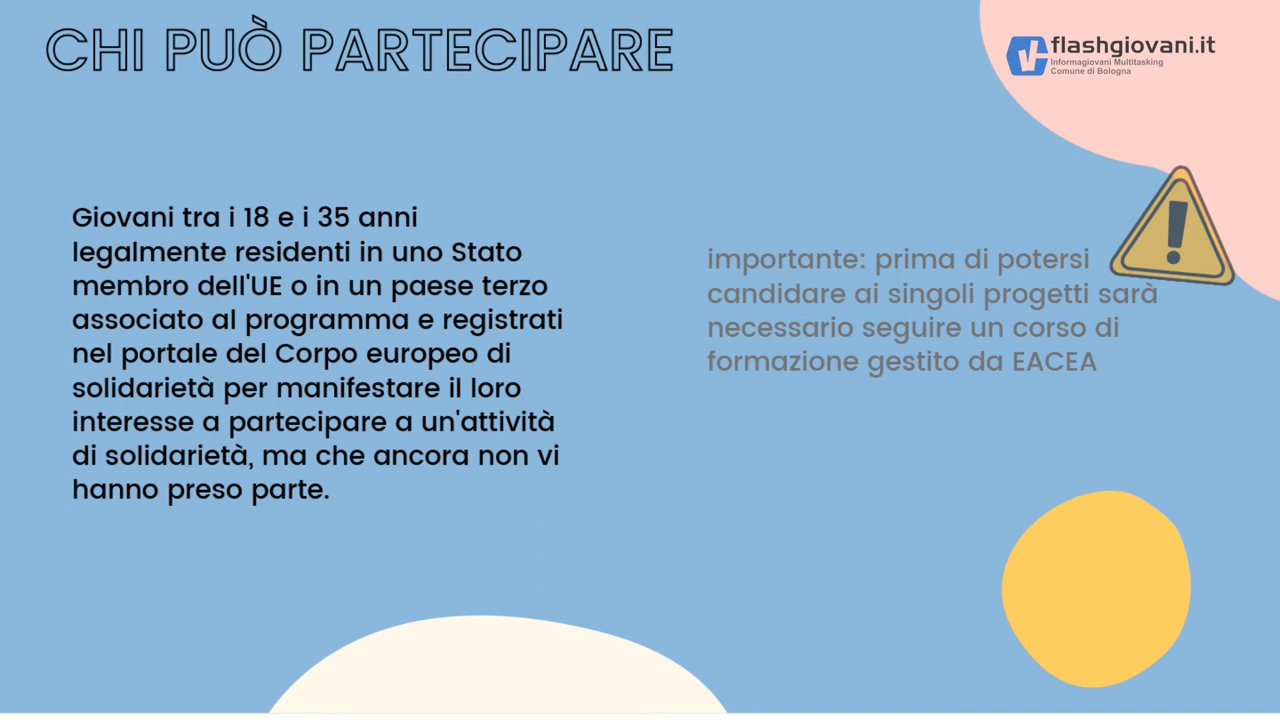 CHI PUÒ PARTECIPARE
flashgiovani.it
Informagiovani Multitasking
Comune di Bologna
Giovani tra i 18 e i 35 anni
legalmente residenti in uno Stato
membro dell'UE o in un paese terzo
associato al programma e registrati
nel portale del Corpo europeo di
solidarietà per manifestare il loro
interesse a partecipare a un'attività
di solidarietà, ma che ancora non vi
hanno preso parte.
importante: prima di potersi
candidare ai singoli progetti sarà
necessario seguire un corso di
formazione gestito da EACEA